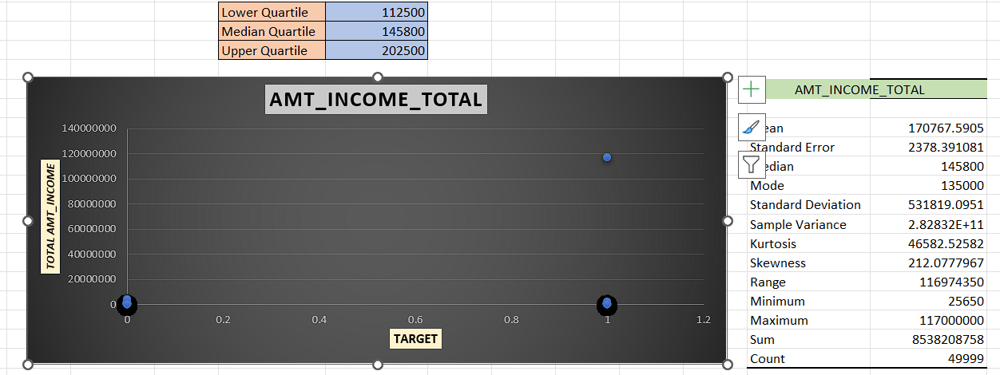 Lower Quartile 112500
Median Quartile 145800
Upper Quartile 202500
AMT_INCOME_TOTAL
140000000
120000000
100000000
80000000
60000000
40000000
20000000
0
TOTAL AMT_INCOME
0 0.2 0.4 0.6 0.8 1 1.2
TARGET
AMT_INCOME_TOTAL
ean 170767.5905
Standard Error 2378.391081
edian 145800
Mode 135000
Standard Deviation 531819.0951
Sample Variance 2.82832E+11
Kurtosis 46582.52582
Skewness 212.0777967
Range 116974350
Minimum 25650
Maximum 117000000
Sum 8538208758
Count 49999